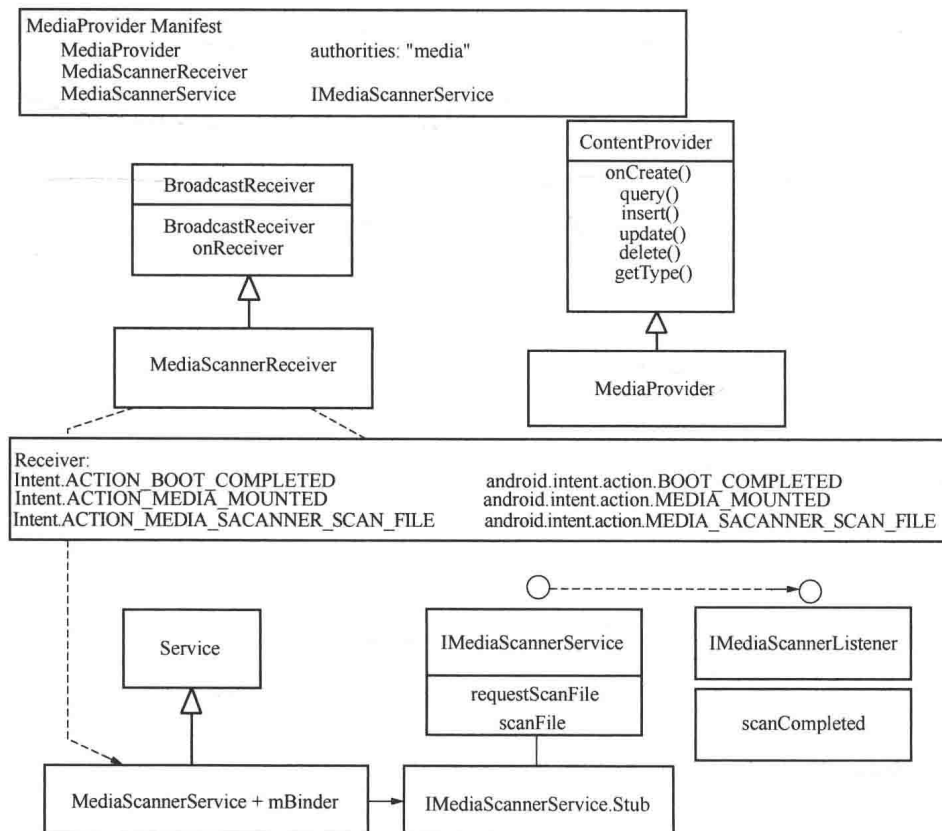 MediaProvider Manifest
MediaProvider authorities: "media"
MediaScannerReceiver
MediaScannerService IMediaScannerService
ContentProvider
onCreate()
query()
insert()
update()
delete()
getType()
BroadcastReceiver
BroadcastReceiver
onReceiver
MediaScannerReceiver
MediaProvider
Receiver:
Intent.ACTION_BOOT_COMPLETED android.intent.action.BOOT_COMPLETED
Intent.ACTION_MEDIA_MOUNTED android.intent.action.MEDIA_MOUNTED
Intent.ACTION_MEDIA_SACANNER_SCAN_FILE android.intent.action.MEDIA_SACANNER_SCAN_FILE
Service
IMediaScannerService
requestScanFile
scanFile
IMediaScannerListener
scanCompleted
MediaScannerService + mBinder
IMediaScannerService.Stub